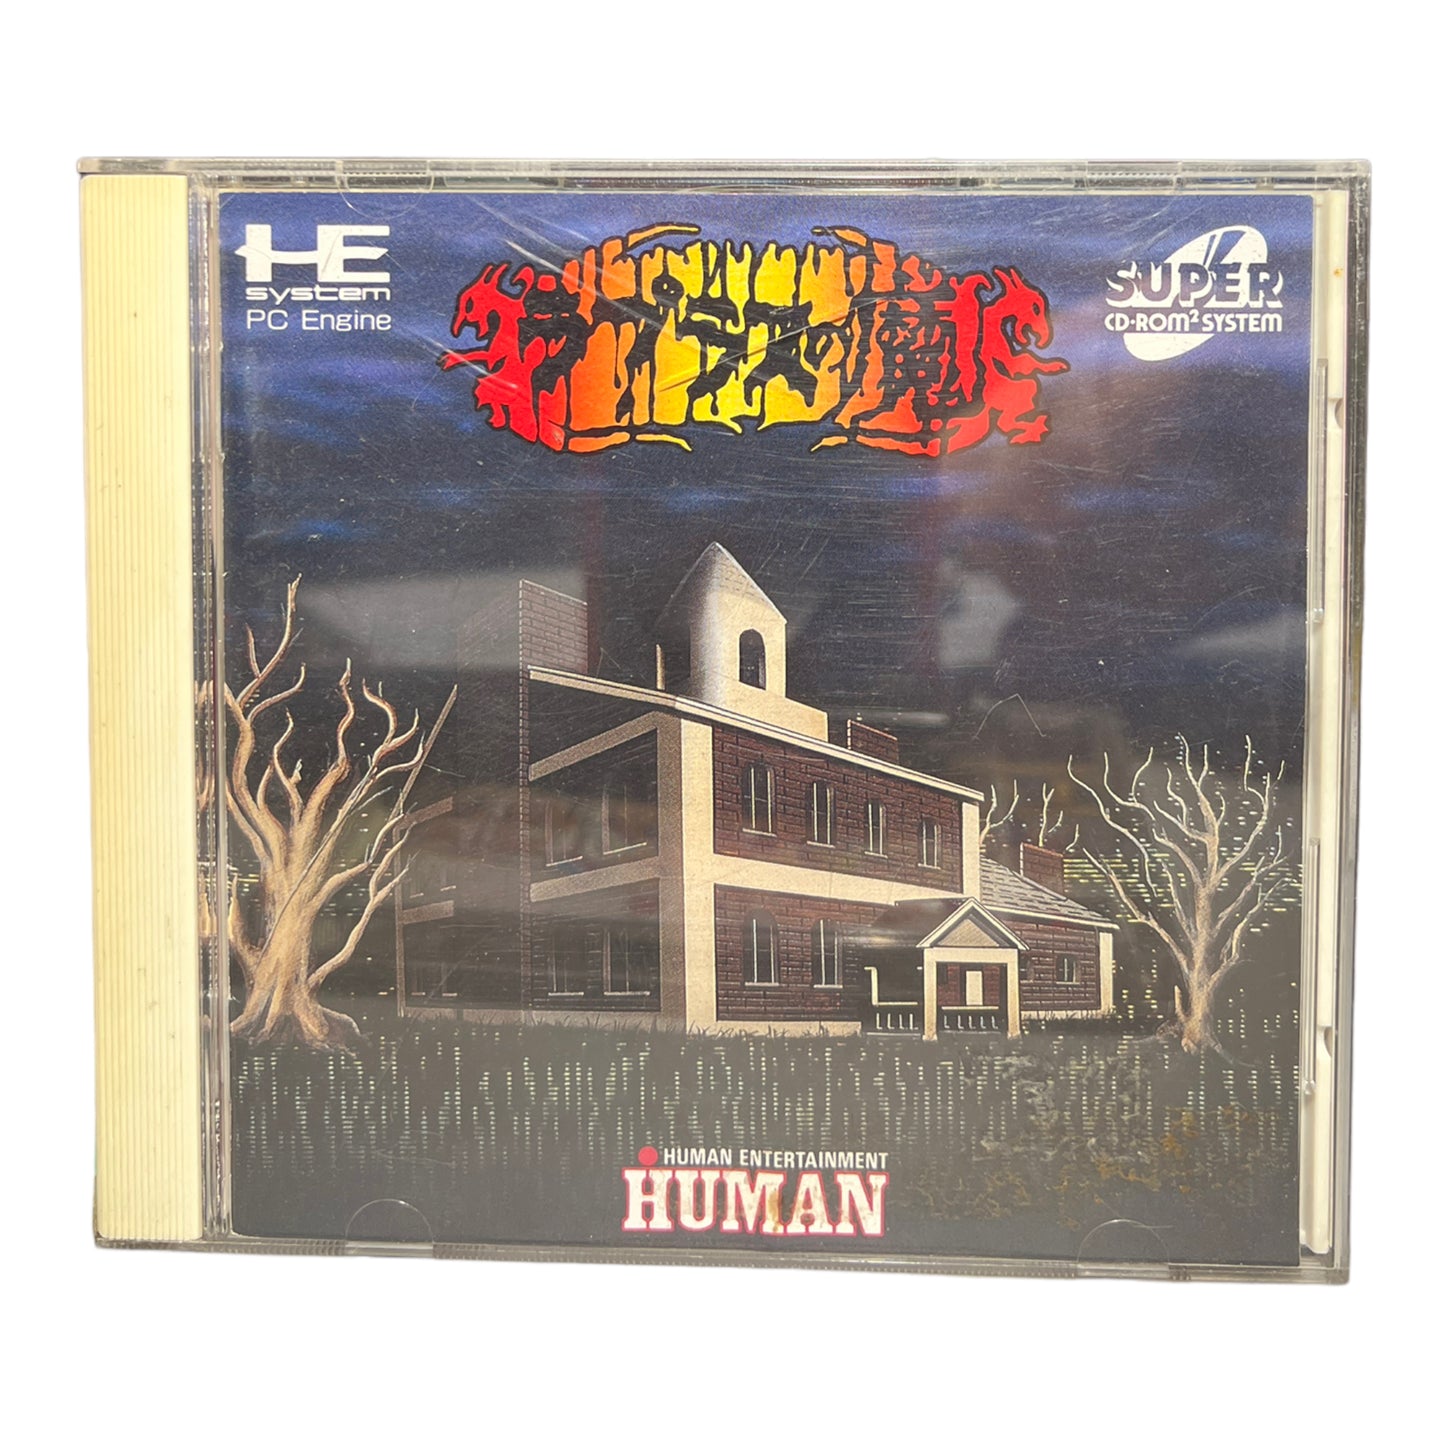 HE
system
PC Engine
ラプラスの魔
SUPER
CD-ROM² SYSTEM
HUMAN ENTERTAINMENT
HUMAN